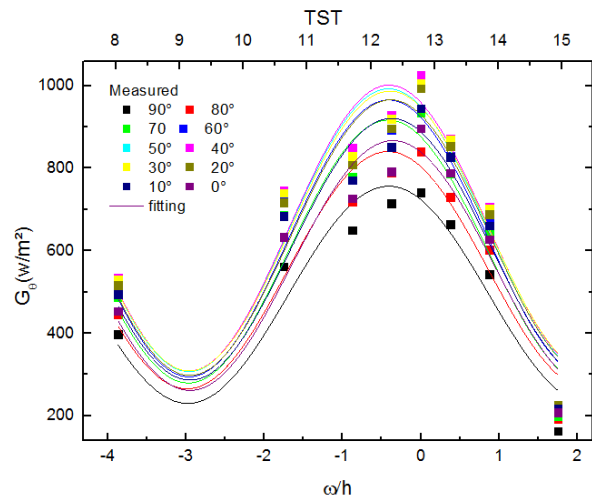 TST
8 9 10 11 12 13 14 15
Measured
90° 80°
70 60°
50° 40°
30° 20°
10° 0°
fitting
1000
800
600
400
200
Gθ(w/m²)
-4 -3 -2 -1 0 1 2
ω/h